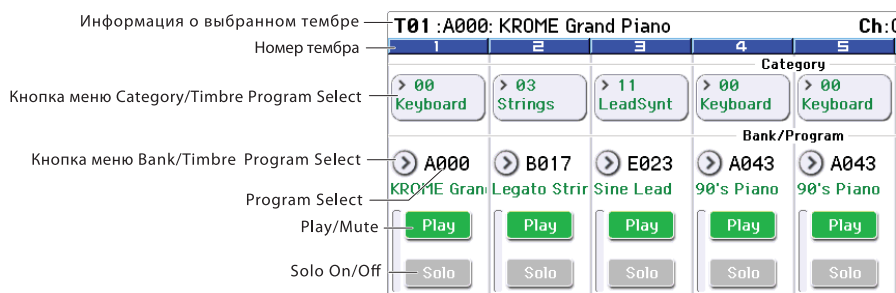 Информация о выбранном тембре T01 :A000: KROME Grand Piano Ch:0
Номер тембра 1 2 3 4 5
Category
Кнопка меню Category/Timbre Program Select
> 00 > 03 > 11 > 00 > 00
Keyboard Strings LeadSynt Keyboard Keyboard
Bank/Program
Кнопка меню Bank/Timbre Program Select > A000 > B017 > E023 > A043 > A043
KROME Gran Legato Strin Sine Lead 90's Piano 90's Piano
Program Select
Play/Mute Play Play Play Play Play
Solo On/Off Solo Solo Solo Solo Solo